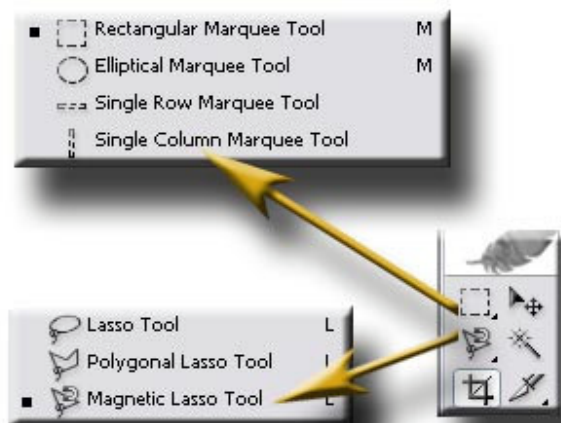 Rectangular Marquee Tool M
Elliptical Marquee Tool M
Single Row Marquee Tool
Single Column Marquee Tool
Lasso Tool L
Polygonal Lasso Tool L
Magnetic Lasso Tool L